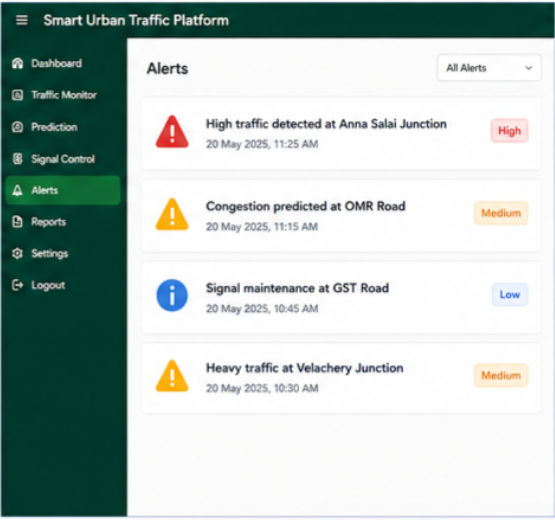 Smart Urban Traffic Platform
Dashboard
Traffic Monitor
Prediction
Signal Control
Alerts
Reports
Settings
Logout
Alerts
All Alerts
High traffic detected at Anna Salai Junction
20 May 2025, 11:25 AM
High
Congestion predicted at OMR Road
20 May 2025, 11:15 AM
Medium
Signal maintenance at GST Road
20 May 2025, 10:45 AM
Low
Heavy traffic at Velachery Junction
20 May 2025, 10:30 AM
Medium